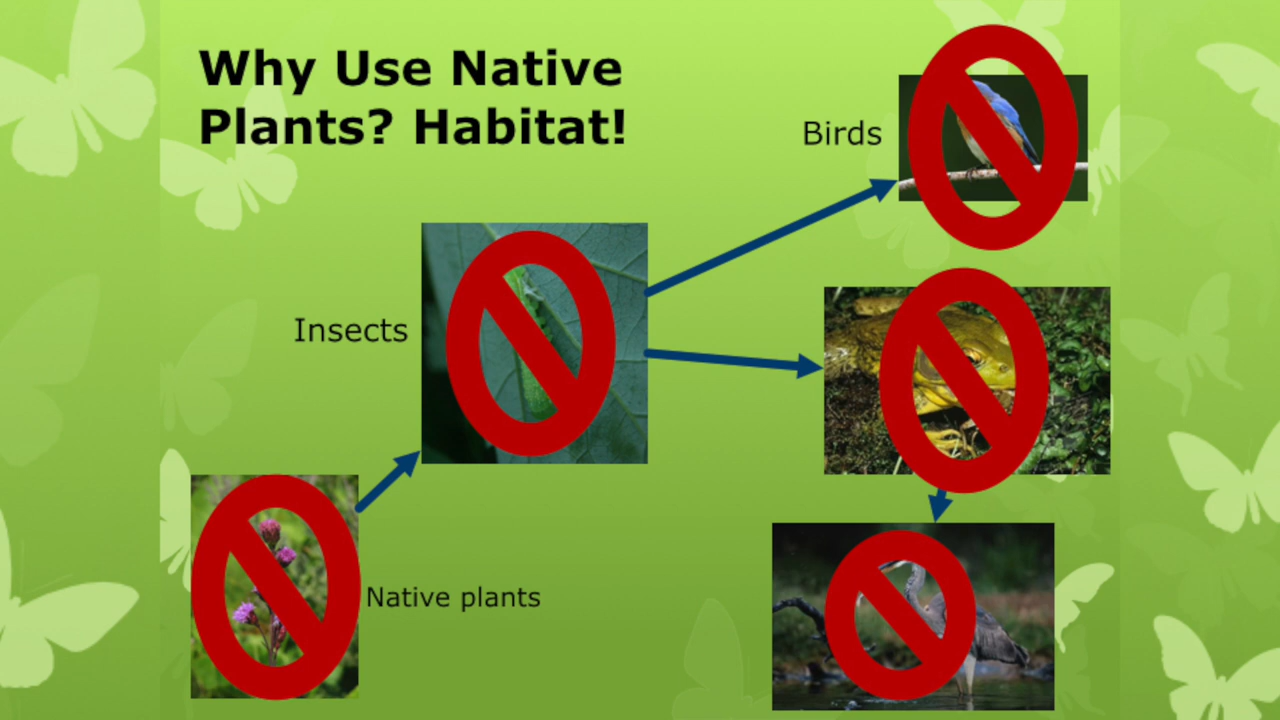 Why Use Native
Plants? Habitat!
Birds
Insects
Native plants